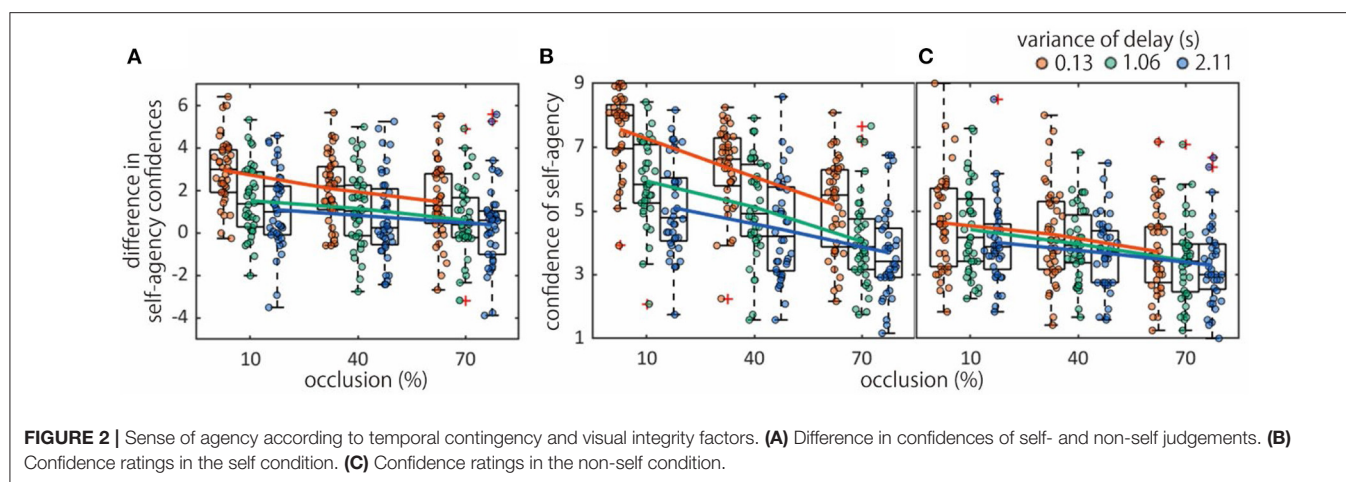 variance of delay (s)
0.13 1.06 2.11
A
difference in
self-agency confidences
6
4
2
0
-2
-4
10 40 70
occlusion (%)
B
confidence of self-agency
9
7
5
3
1
10 40 70
C
10 40 70
occlusion (%)
FIGURE 2 | Sense of agency according to temporal contingency and visual integrity factors. (A) Difference in confidences of self- and non-self judgements. (B)
Confidence ratings in the self condition. (C) Confidence ratings in the non-self condition.